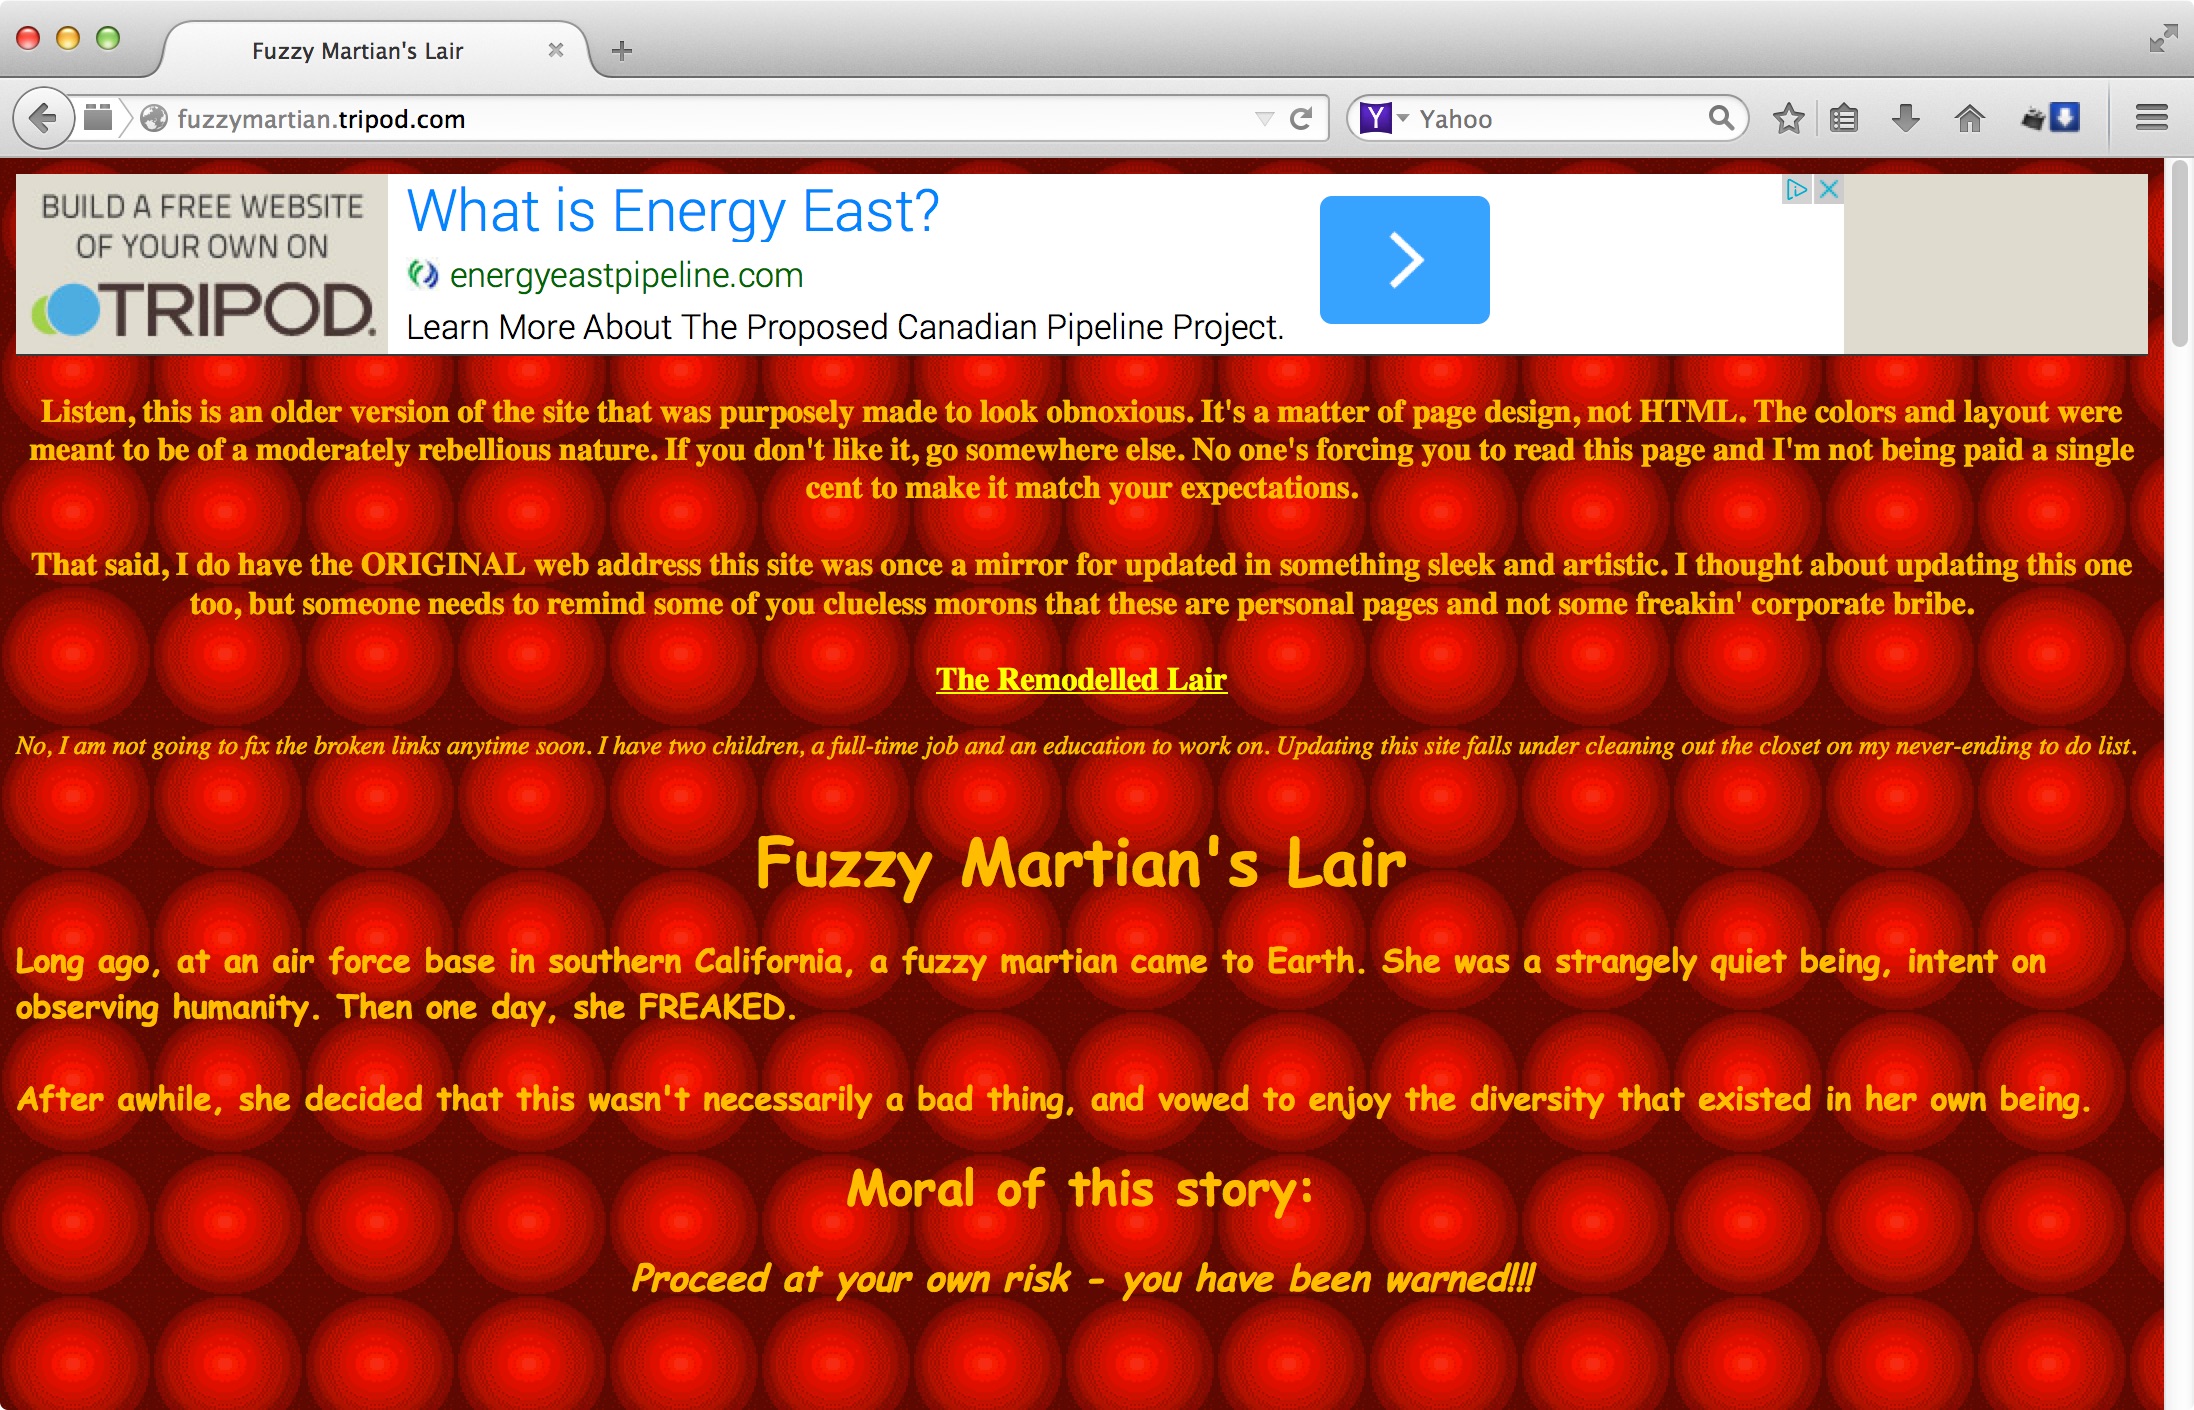 Fuzzy Martian's Lair
fuzzymartian.tripod.com
Yahoo
BUILD A FREE WEBSITE
OF YOUR OWN ON
TRIPOD.
What is Energy East?
energyeastpipeline.com
Learn More About The Proposed Canadian Pipeline Project.
Listen, this is an older version of the site that was purposely made to look obnoxious. It's a matter of page design, not HTML. The colors and layout were
meant to be of a moderately rebellious nature. If you don't like it, go somewhere else. No one's forcing you to read this page and I'm not being paid a single
cent to make it match your expectations.
That said, I do have the ORIGINAL web address this site was once a mirror for updated in something sleek and artistic. I thought about updating this one
too, but someone needs to remind some of you clueless morons that these are personal pages and not some freakin' corporate bribe.
The Remodelled Lair
No, I am not going to fix the broken links anytime soon. I have two children, a full-time job and an education to work on. Updating this site falls under cleaning out the closet on my never-ending to do list.
Fuzzy Martian's Lair
Long ago, at an air force base in southern California, a fuzzy martian came to Earth. She was a strangely quiet being, intent on
observing humanity. Then one day, she FREAKED.
After awhile, she decided that this wasn't necessarily a bad thing, and vowed to enjoy the diversity that existed in her own being.
Moral of this story:
Proceed at your own risk - you have been warned!!!